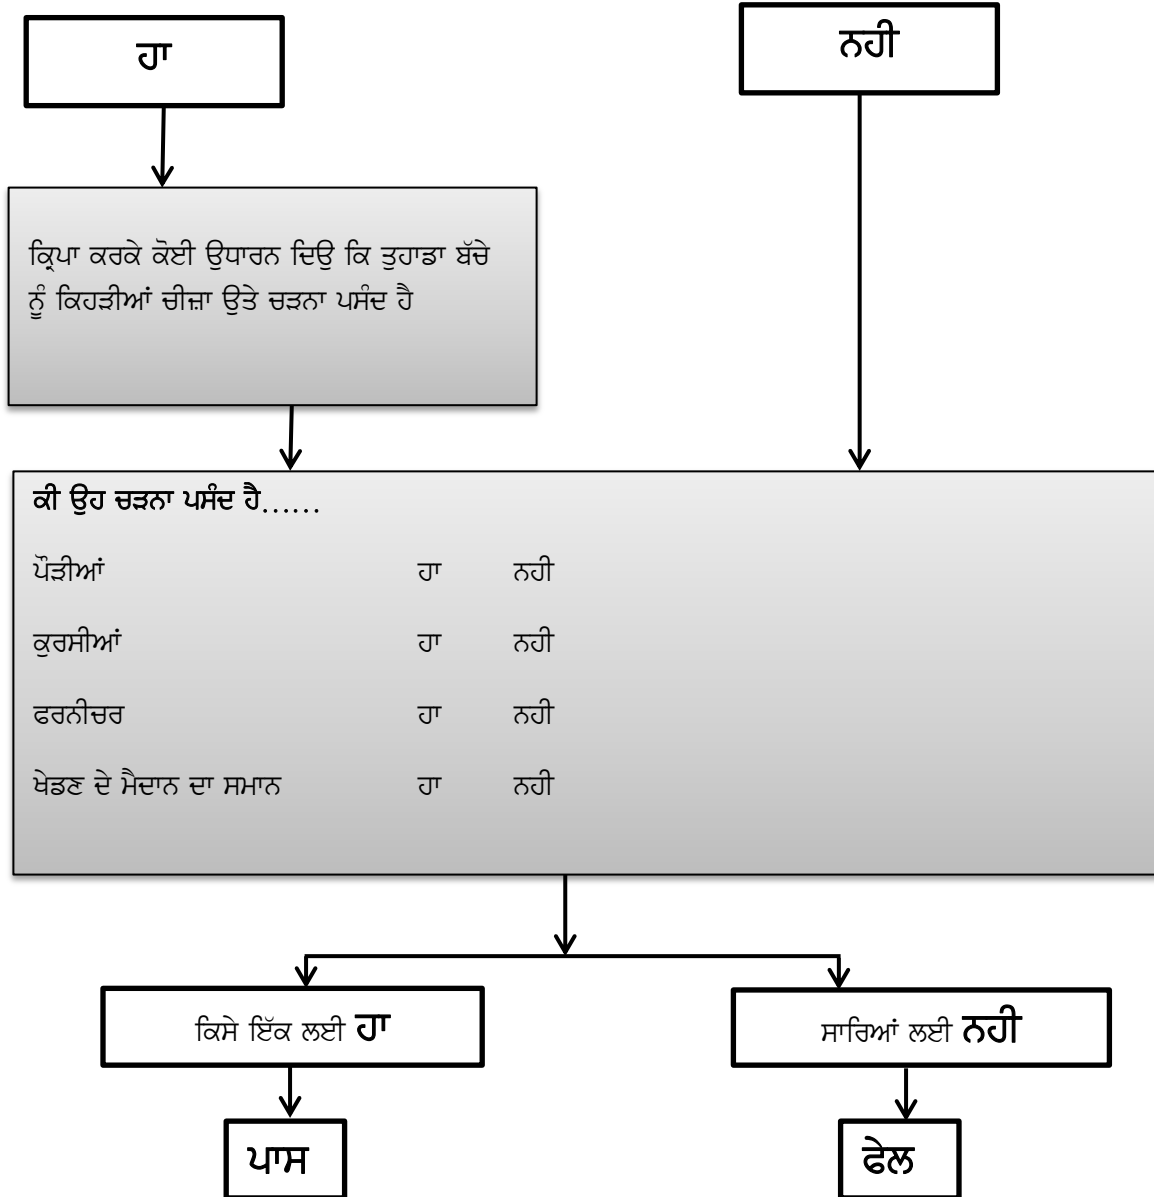 ਹਾ
ਨਹੀ
ਕ੍ਰਿਪਾ ਕਰਕੇ ਕੋਈ ਉਧਾਰਨ ਦਿਉ ਕਿ ਤੁਹਾਡਾ ਬੱਚੇ
ਨੂੰ ਕਿਹੜੀਆਂ ਚੀਜ਼ਾ ਉਤੇ ਚੜਨਾ ਪਸੰਦ ਹੈ
ਕੀ ਉਹ ਚੜਨਾ ਪਸੰਦ ਹੈ……
ਪੌੜੀਆਂ ਹਾ ਨਹੀ
ਕੁਰਸੀਆਂ ਹਾ ਨਹੀ
ਫਰਨੀਚਰ ਹਾ ਨਹੀ
ਖੇਡਣ ਦੇ ਮੈਦਾਨ ਦਾ ਸਮਾਨ ਹਾ ਨਹੀ
ਕਿਸੇ ਇੱਕ ਲਈ ਹਾ
ਸਾਰਿਆਂ ਲਈ ਨਹੀ
ਪਾਸ
ਫੇਲ